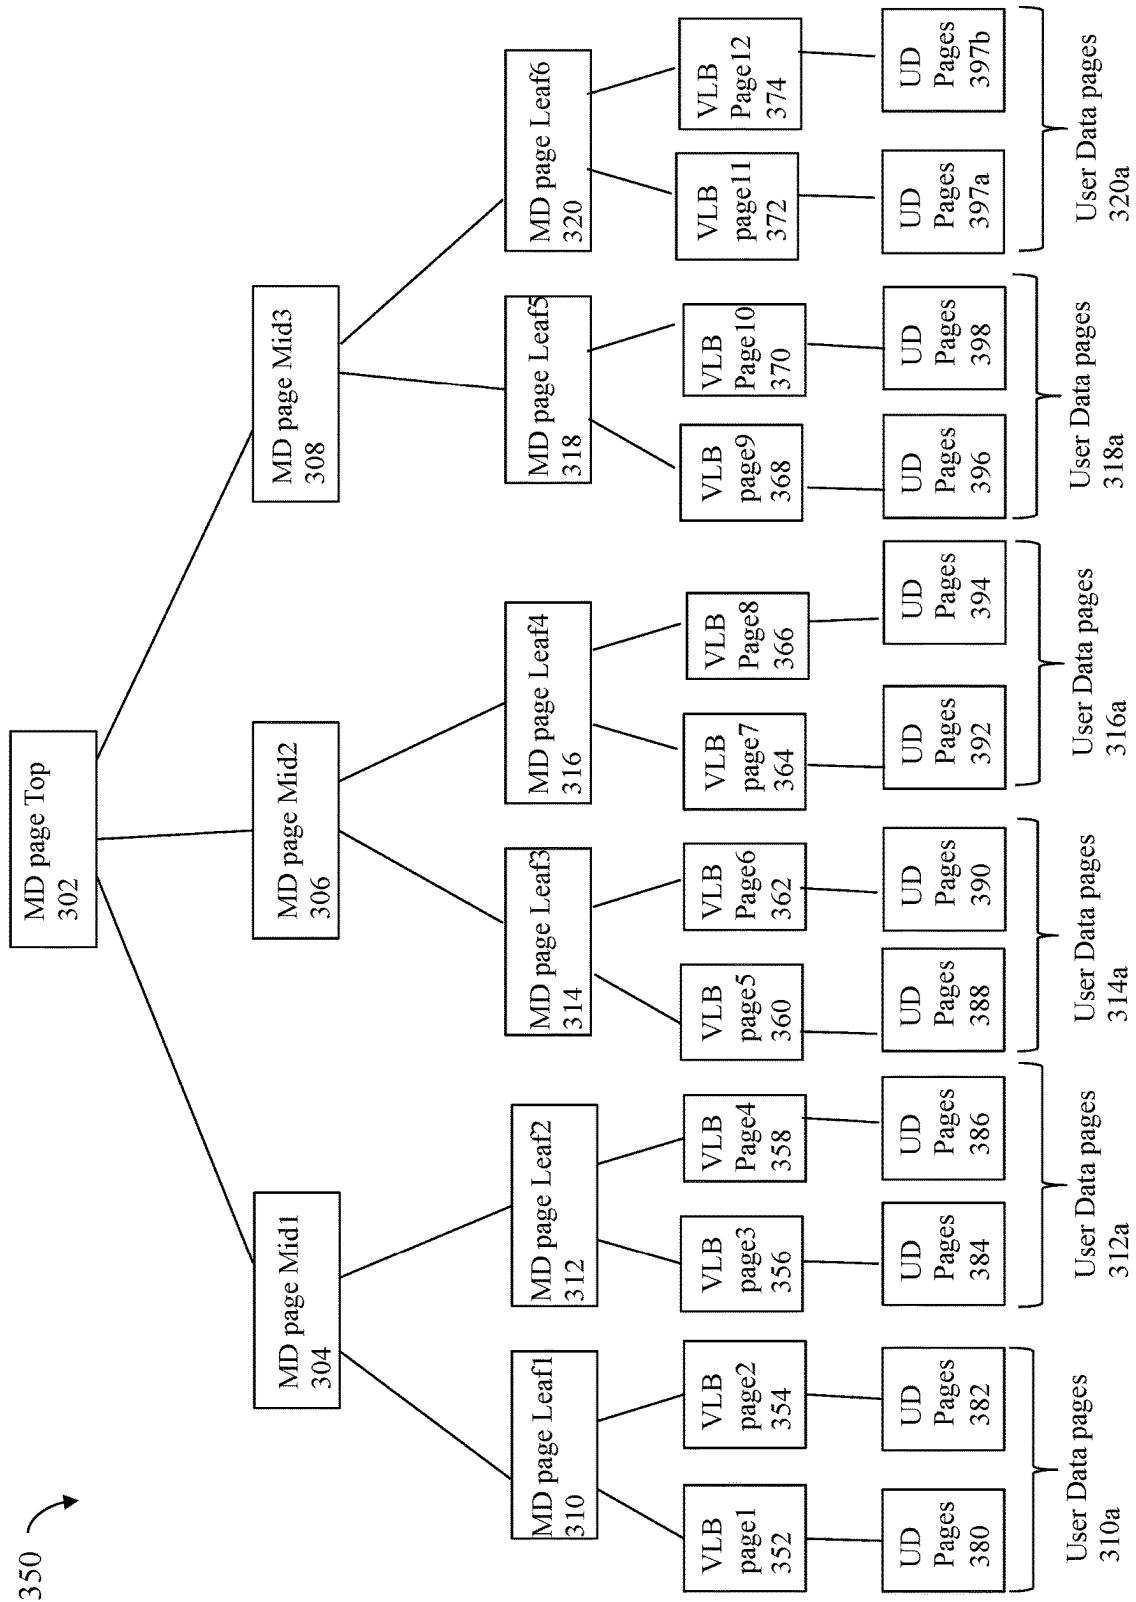 350
MD page Top
302
MD page Mid1
304
MD page Mid2
306
MD page Mid3
308
MD page Leaf1
310
MD page Leaf2
312
MD page Leaf3
314
MD page Leaf4
316
MD page Leaf5
318
MD page Leaf6
320
VLB
page1
352
VLB
page2
354
VLB
page3
356
VLB
Page4
358
VLB
page5
360
VLB
Page6
362
VLB
page7
364
VLB
Page8
366
VLB
page9
368
VLB
Page10
370
VLB
page11
372
VLB
Page12
374
UD
Pages
380
UD
Pages
382
UD
Pages
384
UD
Pages
386
UD
Pages
388
UD
Pages
390
UD
Pages
392
UD
Pages
394
UD
Pages
396
UD
Pages
398
UD
Pages
397a
UD
Pages
397b
User Data pages
310a
User Data pages
312a
User Data pages
314a
User Data pages
316a
User Data pages
318a
User Data pages
320a